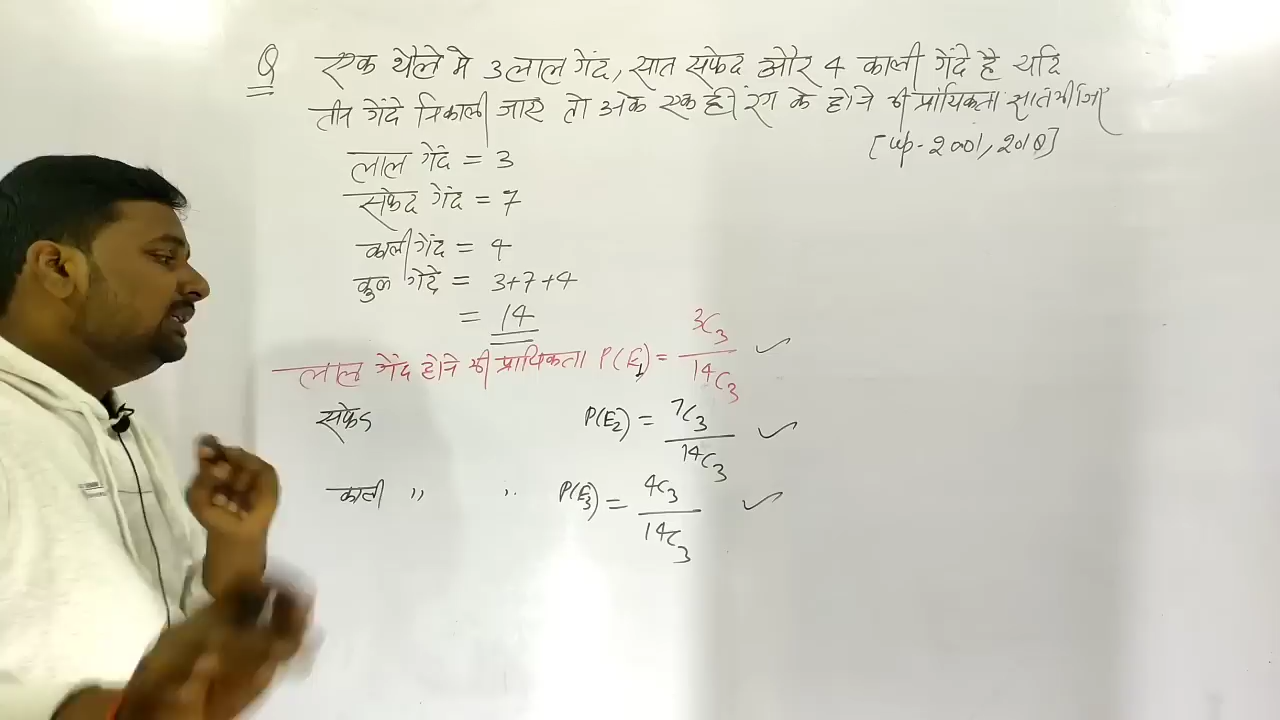 Q एक थैले मे 3 लाल गेंद, सात सफेद और 4 काली गेंदे है यदि
तीन गेंदे निकाली जाए तो उनके एक ही रंग के होने की प्रायिकता ज्ञात कीजिए
[up - 2001, 2018]
लाल गेंद = 3
सफेद गेंद = 7
काली गेंद = 4
कुल गेंदे = 3+7+4
= 14
लाल गेंद होने की प्रायिकता P(E₁) = ³C₃ / ¹⁴C₃ ✓
सफेद P(E₂) = ⁷C₃ / ¹⁴C₃ ✓
काली ,, ,, P(E₃) = ⁴C₃ / ¹⁴C₃ ✓